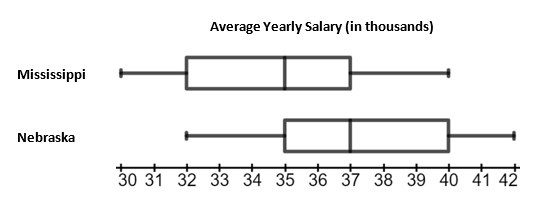 Average Yearly Salary (in thousands)
Mississippi
Nebraska
30 31 32 33 34 35 36 37 38 39 40 41 42